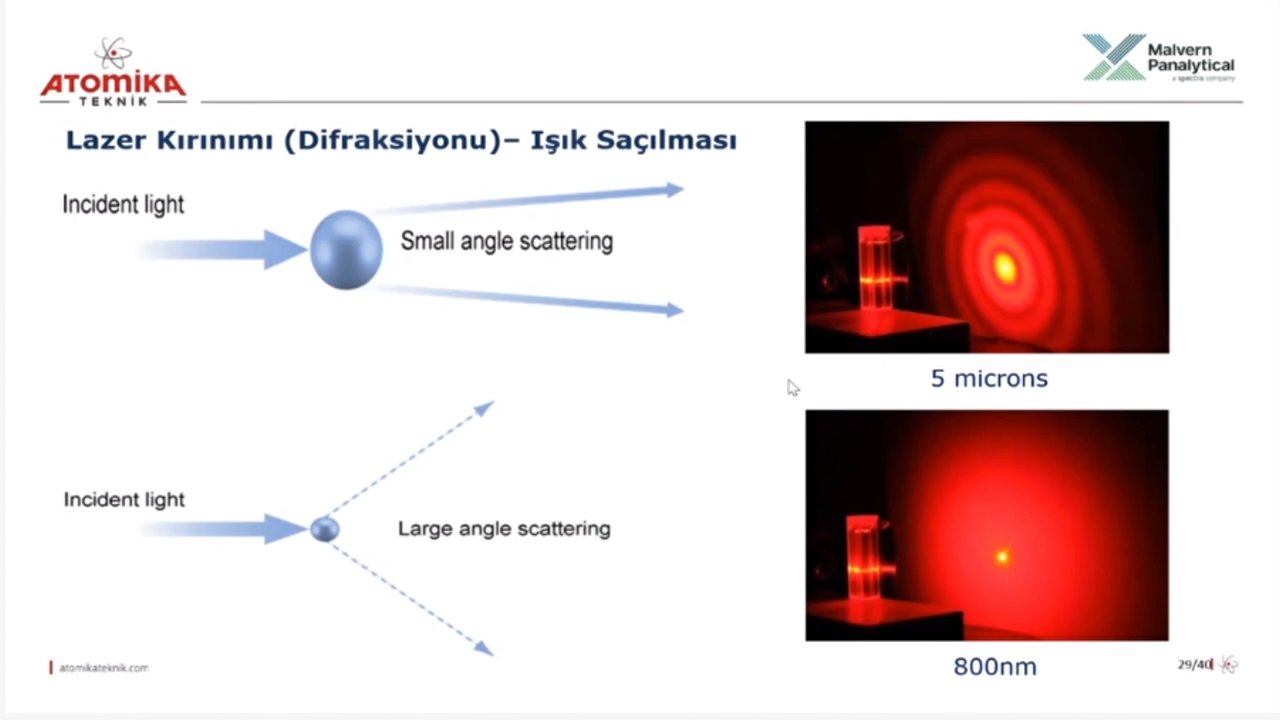 ATOMİKA
TEKNİK
Malvern
Panalytical
a spectris company
Lazer Kırınımı (Difraksiyonu)– Işık Saçılması
Incident light
Small angle scattering
5 microns
Incident light
Large angle scattering
800nm
atomikateknik.com
29/40